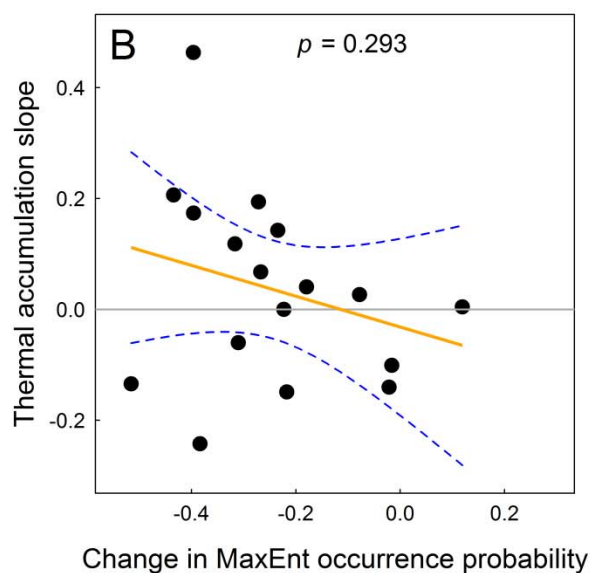 B
p = 0.293
Thermal accumulation slope
0.4
0.2
0.0
-0.2
-0.4 -0.2 0.0 0.2
Change in MaxEnt occurrence probability